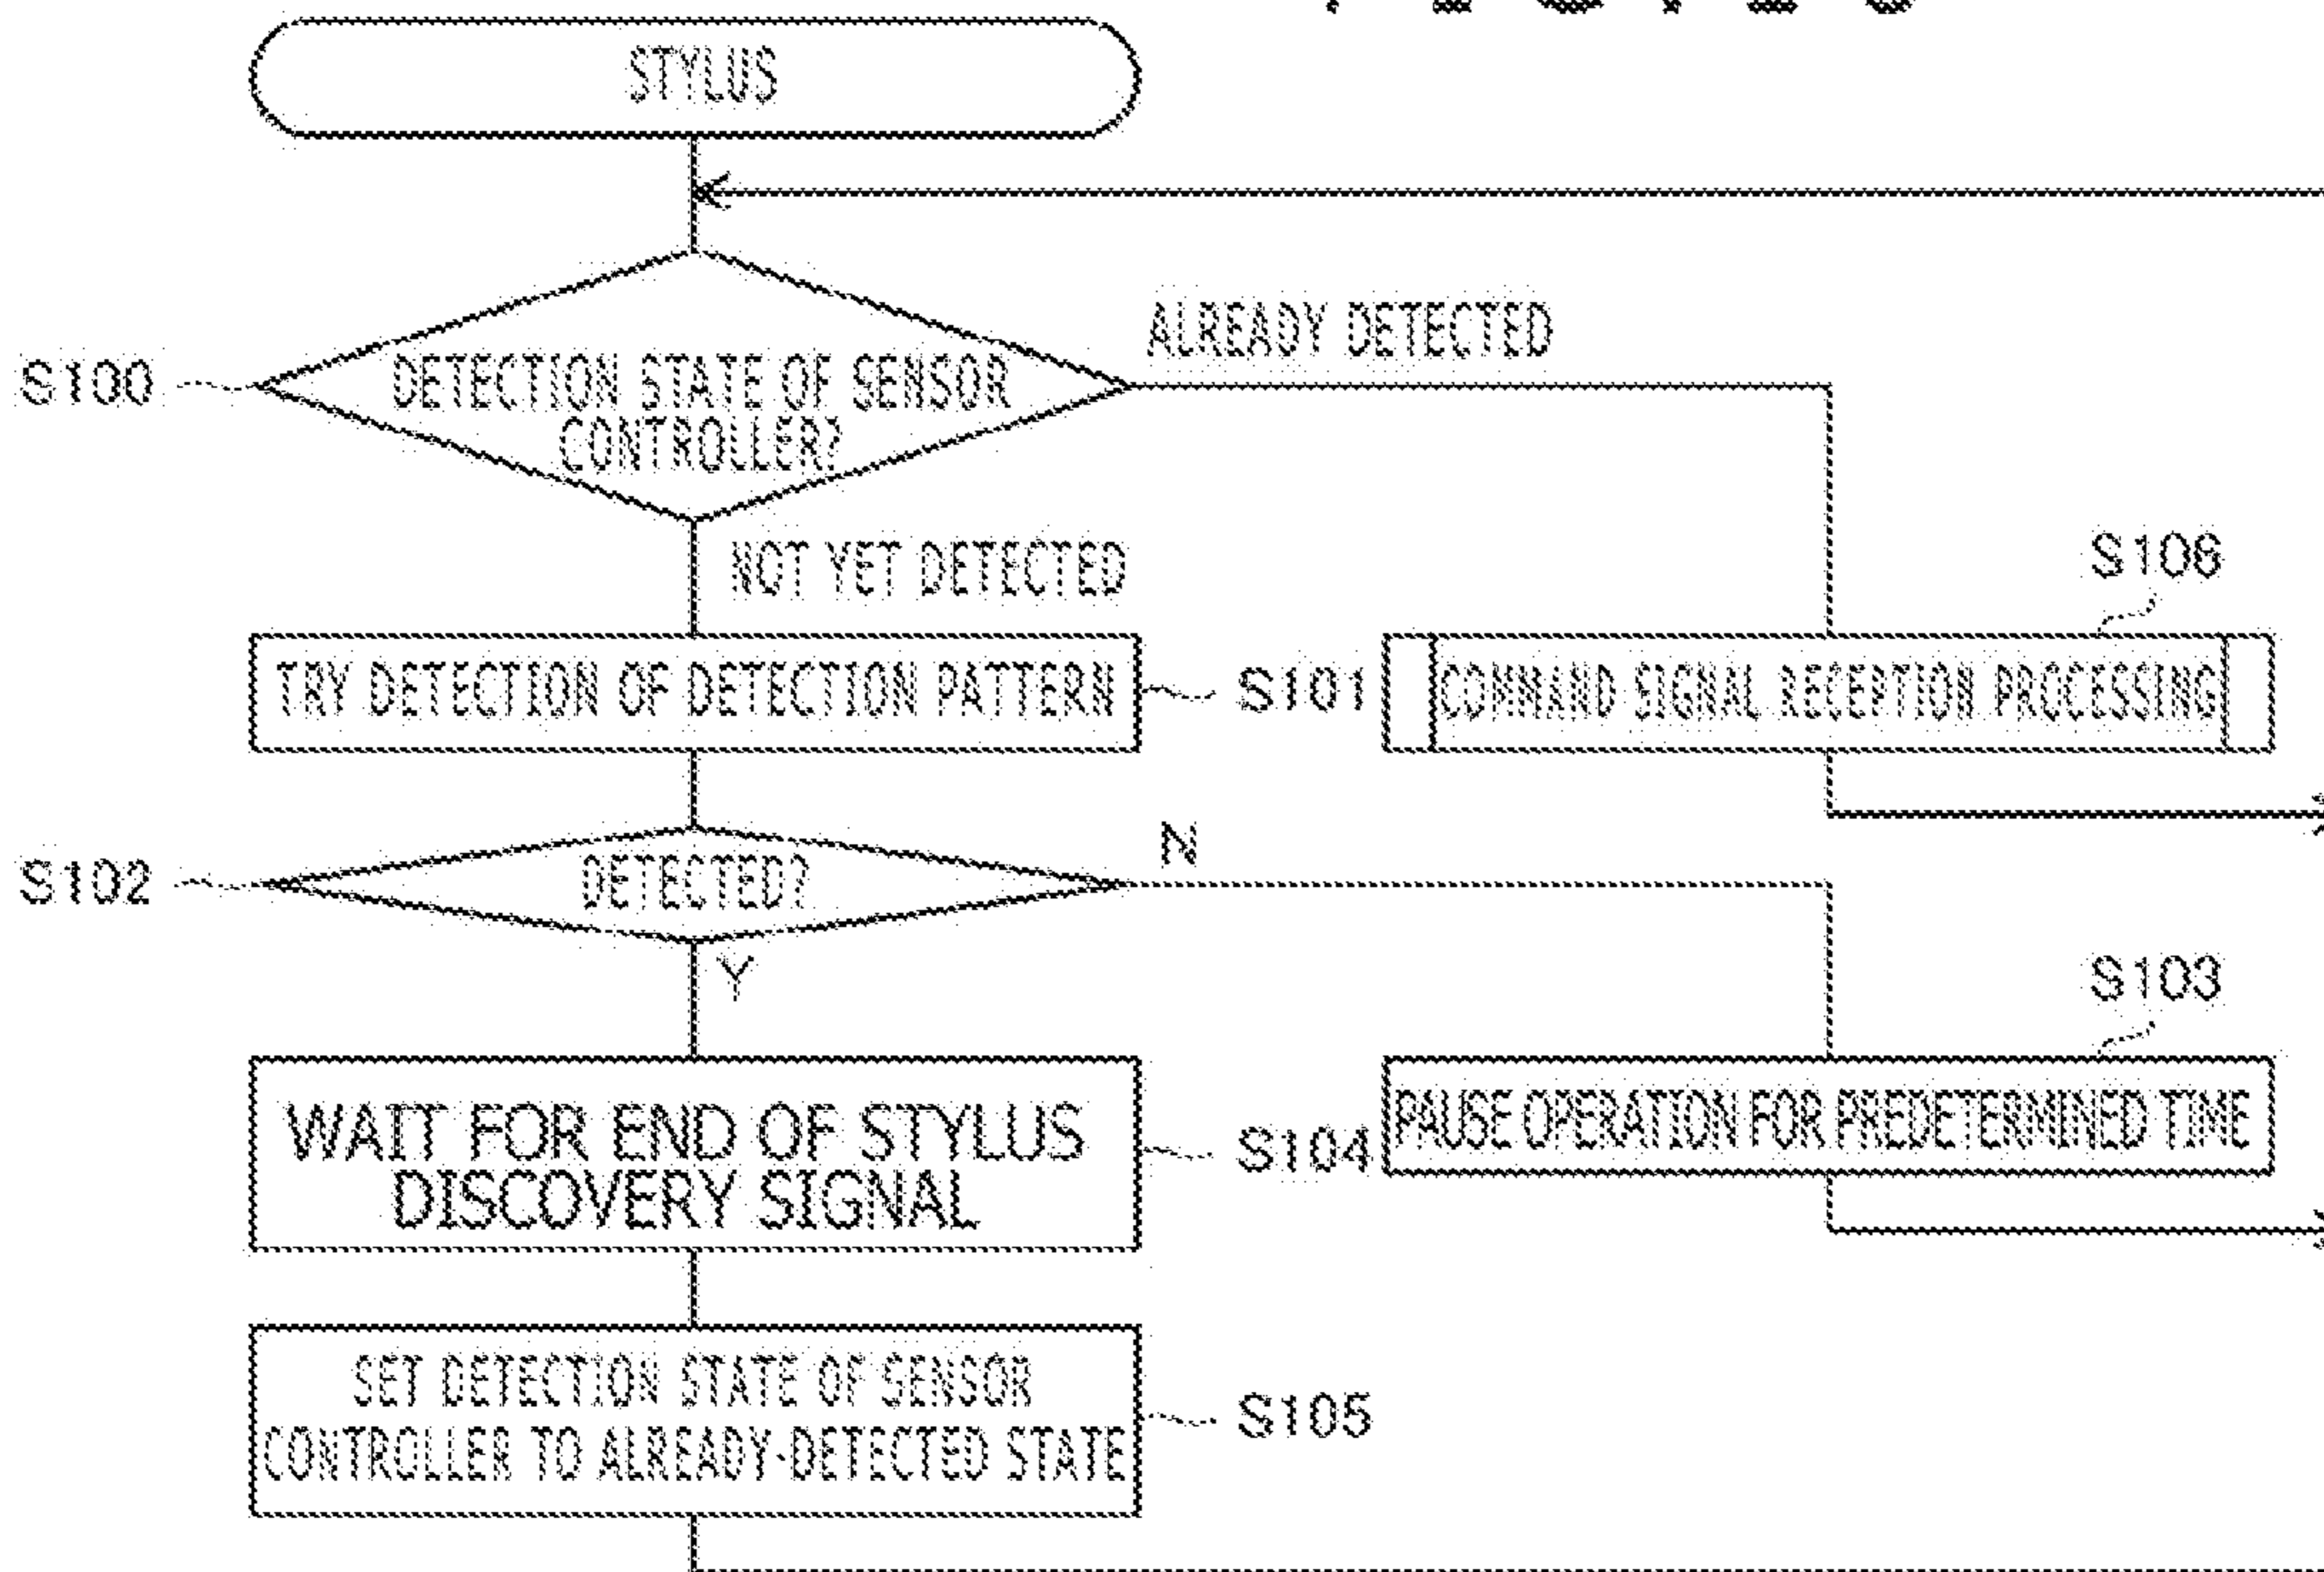 STYLUS
ALREADY DETECTED
S100
DETECTION STATE OF SENSOR
CONTROLLER?
NOT YET DETECTED
S106
TRY DETECTION OF DETECTION PATTERN
S101
COMMAND SIGNAL RECEPTION PROCESSING
N
S102
DETECTED?
Y
S103
WAIT FOR END OF STYLUS
DISCOVERY SIGNAL
S104
PAUSE OPERATION FOR PREDETERMINED TIME
SET DETECTION STATE OF SENSOR
CONTROLLER TO ALREADY-DETECTED STATE
S105